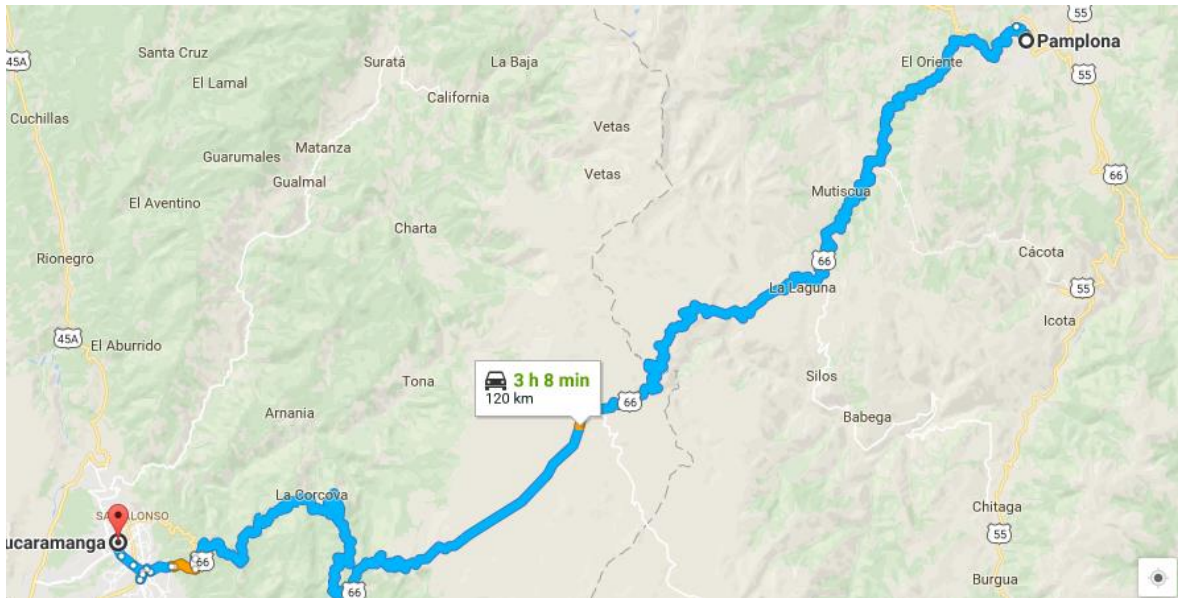 55
Pamplona
Santa Cruz
45A
Suratá
La Baja
El Oriente
El Lamal
55
California
Cuchillas
Vetas
Matanza
Guarumales
Vetas
66
Gualmal
Mutiscua
El Aventino
Charta
Rionegro
Cácota
66
La Laguna
55
Icota
45A
El Aburrido
3 h 8 min
120 km
Tona
Silos
66
Arnania
Babega
La Corcova
Chitaga
ucaramanga
66
55
66
Burgua